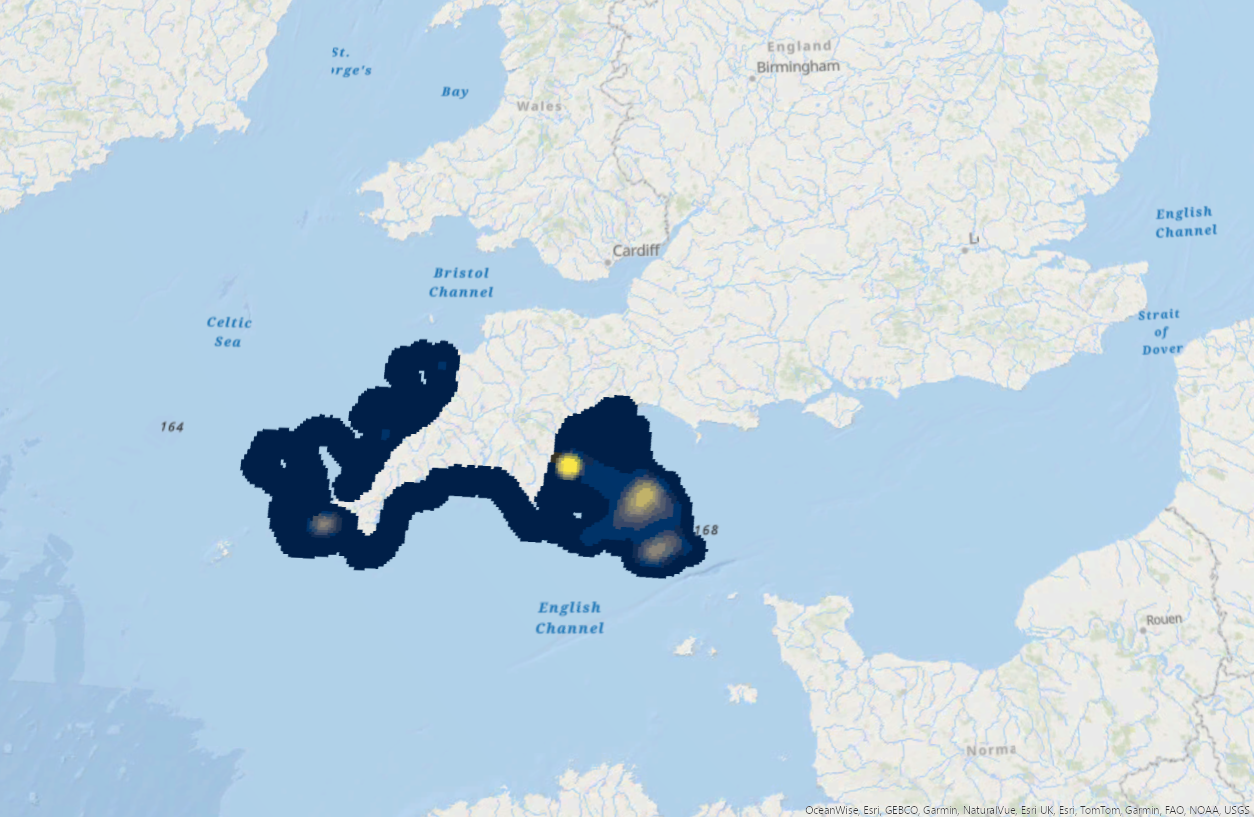 St.
rge's
Bay
England
Birmingham
Wales
English
Channel
Cardiff
Bristol
Channel
Celtic
Sea
Strait
of
Dover
164
168
English
Channel
Rouen
Norma
OceanWise, Esri, GEBCO, Garmin, NaturalVue, Esri UK, Esri, TomTom, Garmin, FAO, NOAA, USGS